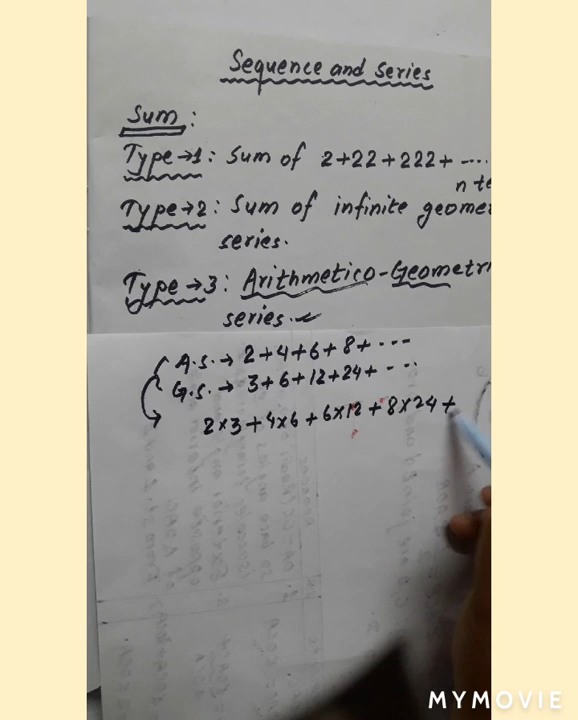 Sequence and Series
Sum :
Type→1 : Sum of 2+22+222+ ....
n te
Type→2 : Sum of infinite geomet
series.
Type→3 : Arithmetico-Geometri
series.
A.S. → 2+4+6+8+ ....
G.S. → 3+6+12+24+ ....
2×3+4×6+6×12+8×24+
MYMOVIE